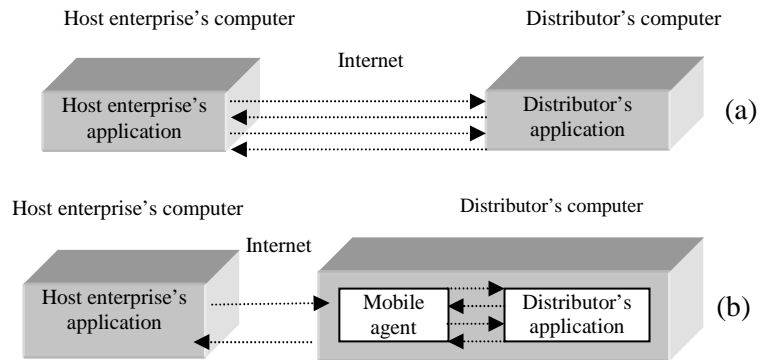 Host enterprise's computer
Distributor's computer
Internet
Host enterprise's
application
Distributor's
application
(a)
Host enterprise's computer
Distributor's computer
Internet
Host enterprise's
application
Mobile
agent
Distributor's
application
(b)